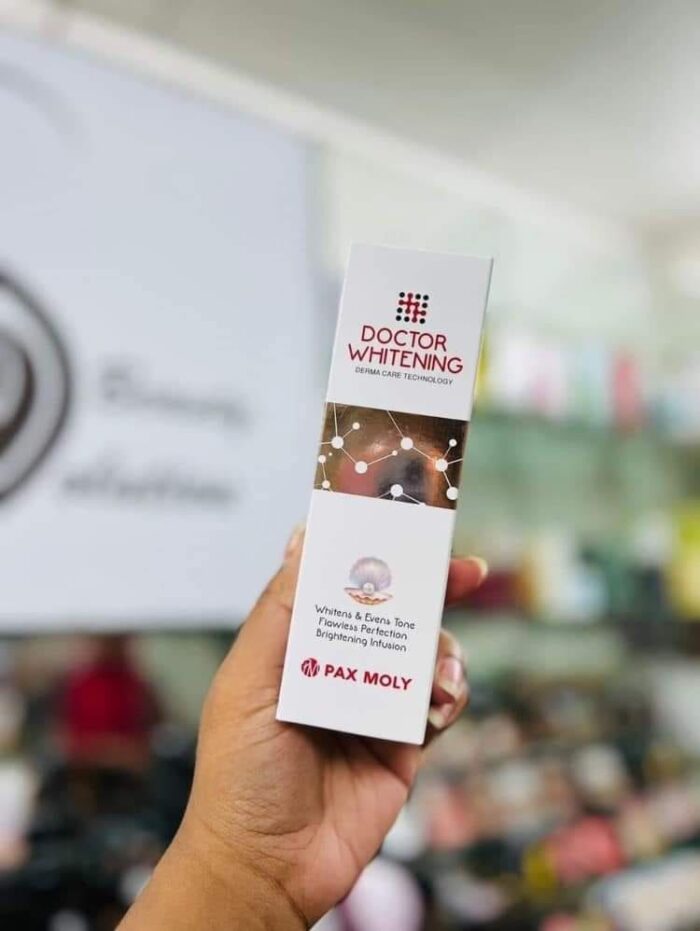 DOCTOR
WHITENING
DERMA CARE TECHNOLOGY
Whitens & Evens Tone
Flawless Perfection
Brightening Infusion
PAX MOLY